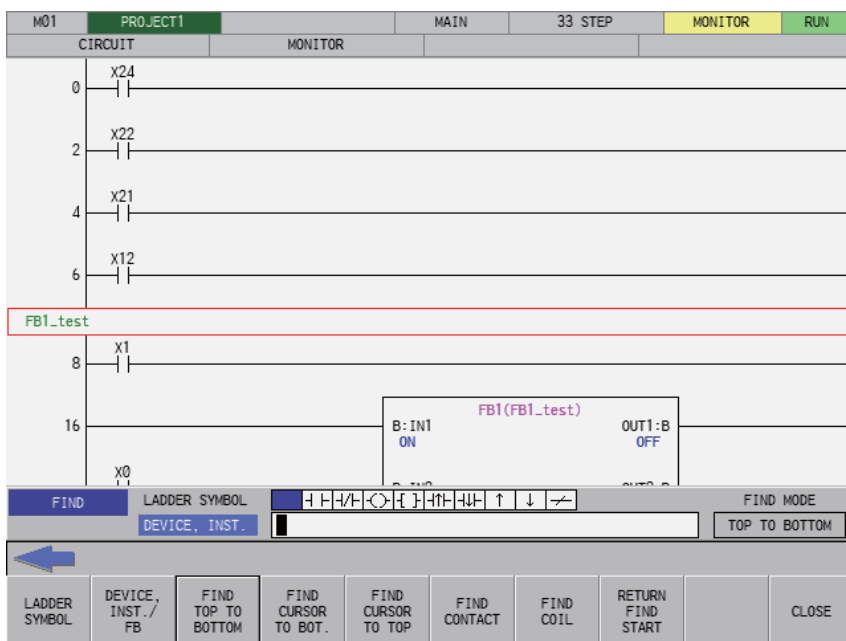 M01 PROJECT1 MAIN 33 STEP MONITOR RUN
CIRCUIT MONITOR
X24
0
X22
2
X21
4
X12
6
FB1_test
X1
8
FB1(FB1_test)
16 B:IN1 OUT1:B
ON OFF
X0
FIND LADDER SYMBOL FIND MODE
DEVICE, INST. TOP TO BOTTOM
LADDER SYMBOL
DEVICE, INST./ FB
FIND TOP TO BOTTOM
FIND CURSOR TO BOT.
FIND CURSOR TO TOP
FIND CONTACT
FIND COIL
RETURN FIND START
CLOSE